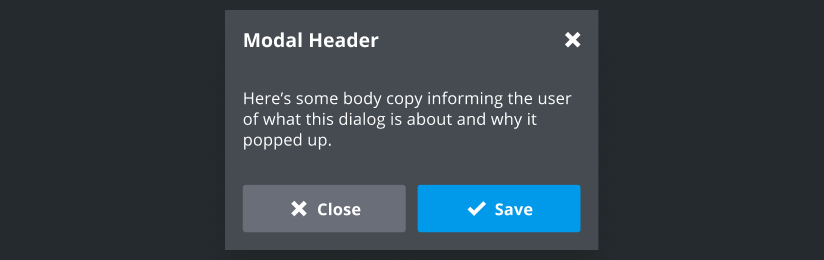 Modal Header
Here’s some body copy informing the user
of what this dialog is about and why it
popped up.
Close
Save